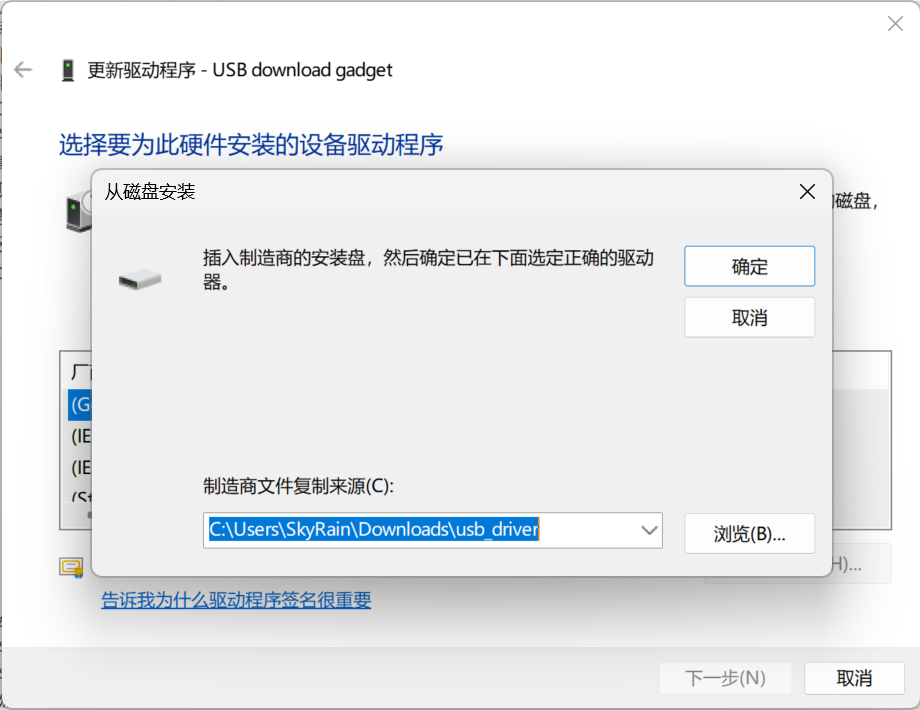 更新驱动程序 - USB download gadget
选择要为此硬件安装的设备驱动程序
从磁盘安装
磁盘，
插入制造商的安装盘，然后确定已在下面选定正确的驱动
器。
确定
取消
厂
(G
(IE
(IE
(St
制造商文件复制来源(C):
C:\Users\SkyRain\Downloads\usb_driver
浏览(B)...
H)...
告诉我为什么驱动程序签名很重要
下一步(N)
取消